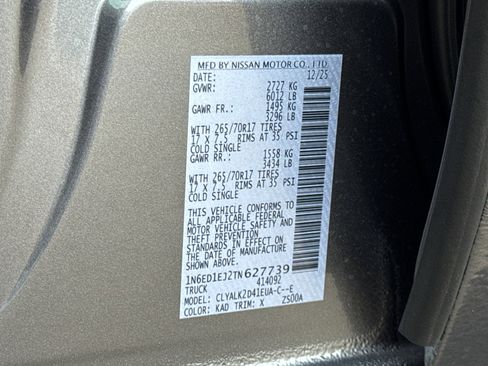 MFD BY NISSAN MOTOR CO., LTD
DATE: 12/25
GVWR: 2727 KG
6012 LB
GAWR FR.: 1495 KG
3296 LB
WITH 265/70R17 TIRES
17 X 7.5 RIMS AT 35 PSI
COLD SINGLE
GAWR RR.: 1558 KG
3434 LB
WITH 265/70R17 TIRES
17 X 7.5 RIMS AT 35 PSI
COLD SINGLE
THIS VEHICLE CONFORMS TO
ALL APPLICABLE FEDERAL
MOTOR VEHICLE SAFETY AND
THEFT PREVENTION
STANDARDS IN EFFECT ON
THE DATE OF MANUFACTURE
1N6ED1EJ2TN627739
TRUCK 414092
MODEL: CLYALK2D41EUA-C--E
COLOR: KAD TRIM: X ZS00A